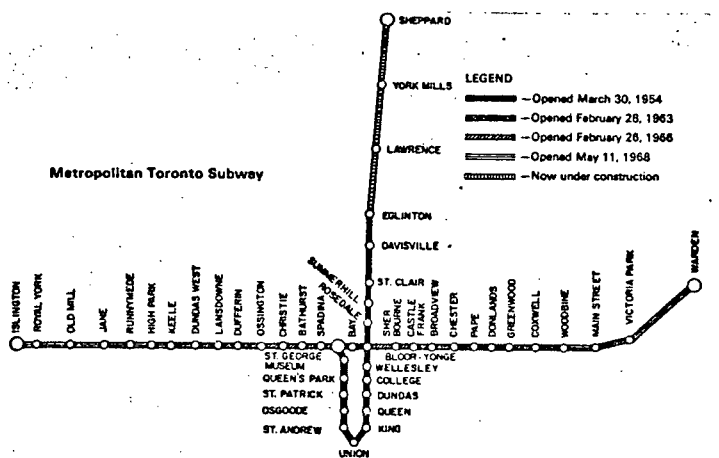 SHEPPARD
YORK MILLS
LAWRENCE
EGLINTON
DAVISVILLE
ST. CLAIR
SUMMERHILL
ROSEDALE
LEGEND
—Opened March 30, 1954
—Opened February 28, 1963
—Opened February 26, 1966
—Opened May 11, 1968
—Now under construction
Metropolitan Toronto Subway
ISLINGTON
ROYAL YORK
OLD MILL
JANE
RUNNYMEDE
HIGH PARK
KEELE
DUNDAS WEST
LANSDOWNE
DUFFERIN
OSSINGTON
CHRISTIE
BATHURST
SPADINA
BAY
SHER
BOURNE
CASTLE
FRANK
BROADVIEW
CHESTER
PAPE
DONLANDS
GREENWOOD
COXWELL
WOODBINE
MAIN STREET
VICTORIA PARK
WARDEN
ST. GEORGE
MUSEUM
QUEEN'S PARK
ST. PATRICK
OSGOODE
ST. ANDREW
BLOOR-YONGE
WELLESLEY
COLLEGE
DUNDAS
QUEEN
KING
UNION